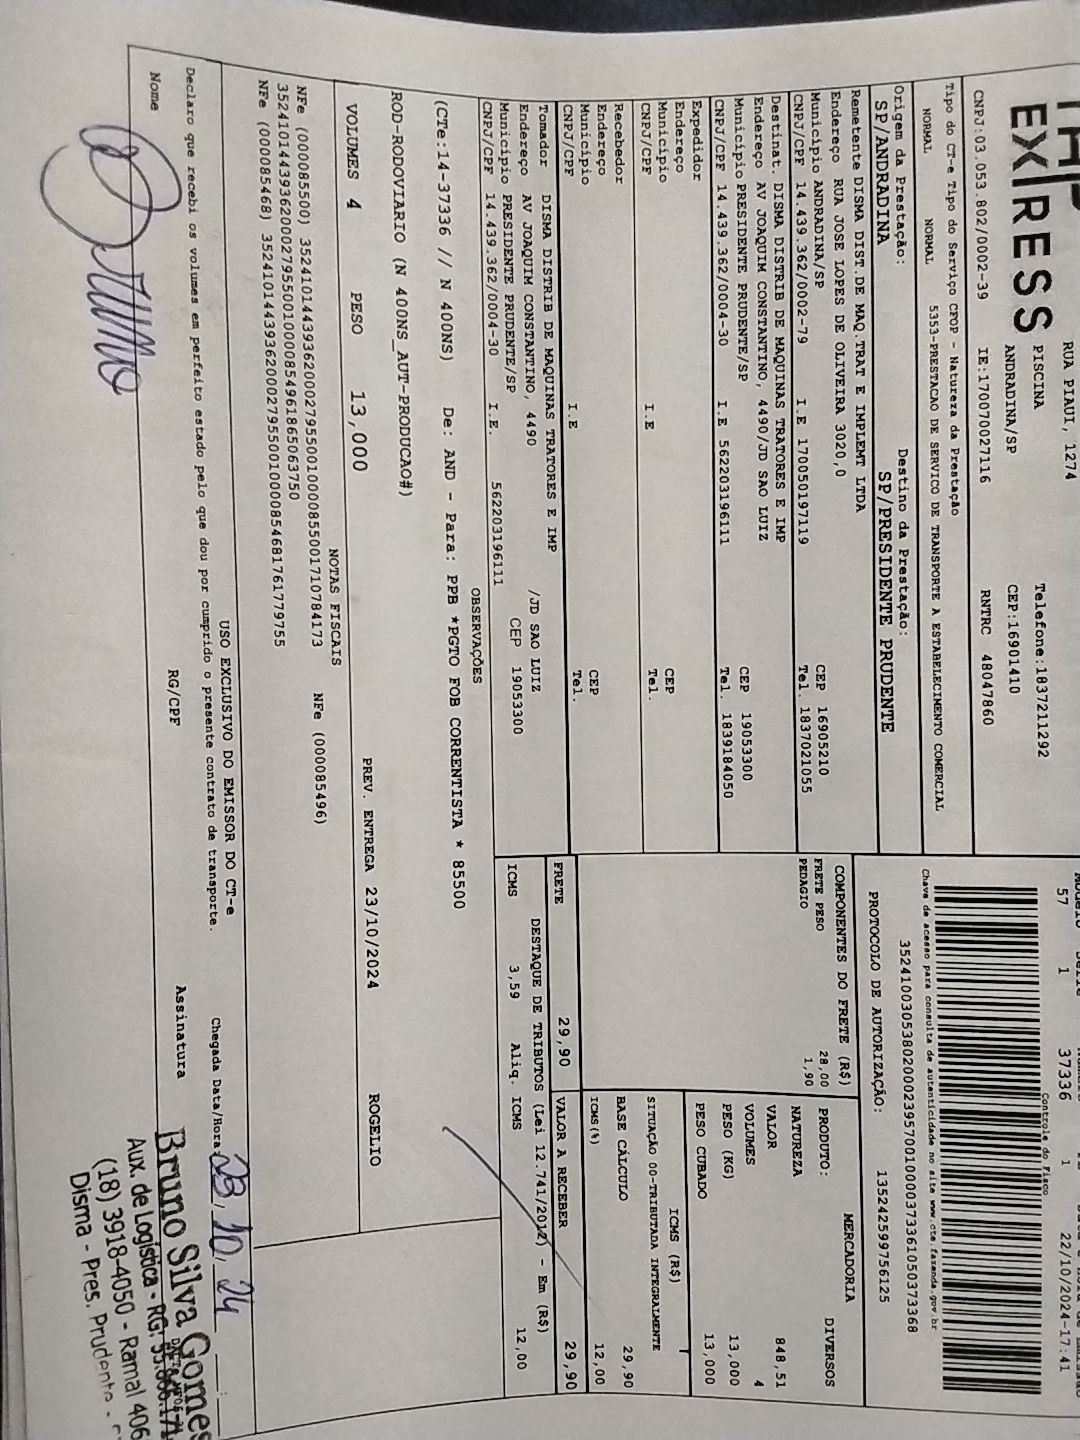 EXPRESS
RUA PIAUI, 1274
PISCINA
ANDRADINA/SP
Telefone:1837211292
CEP:16901410
CNPJ:03.053.802/0002-39 IE:170070027116 RNTRC 48047860
57 1 37336 1 22/10/2024-17:41
Controle do Fisco
Tipo do CT-e Tipo do Serviço CFOP - Natureza da Prestação
NORMAL NORMAL 5353-PRESTACAO DE SERVICO DE TRANSPORTE A ESTABELECIMENTO COMERCIAL
Chave de acesso para consulta de autenticidade no site www.cte.fazenda.gov.br
35241003053802000239570010000373361050373368
PROTOCOLO DE AUTORIZAÇÃO: 135242599756125
Origem da Prestação: Destino da Prestação:
SP/ANDRADINA SP/PRESIDENTE PRUDENTE
Remetente DISMA DIST.DE MAQ.TRAT E IMPLEMT LTDA
Endereço RUA JOSE LOPES DE OLIVEIRA 3020,0
Município ANDRADINA/SP CEP 16905210
CNPJ/CPF 14.439.362/0002-79 I.E 170050197119 Tel. 1837021055
Destinat. DISMA DISTRIB DE MAQUINAS TRATORES E IMP
Endereço AV JOAQUIM CONSTANTINO, 4490/JD SAO LUIZ
Município PRESIDENTE PRUDENTE/SP CEP 19053300
CNPJ/CPF 14.439.362/0004-30 I.E 562203196111 Tel. 1839184050
Expedidor
Endereço
Município CEP
CNPJ/CPF I.E Tel.
Recebedor
Endereço
Município CEP
CNPJ/CPF I.E Tel.
Tomador DISMA DISTRIB DE MAQUINAS TRATORES E IMP
Endereço AV JOAQUIM CONSTANTINO, 4490 /JD SAO LUIZ
Município PRESIDENTE PRUDENTE/SP CEP 19053300
CNPJ/CPF 14.439.362/0004-30 I.E. 562203196111
COMPONENTES DO FRETE (R$)
FRETE PESO 28,00
PEDAGIO 1,90
MERCADORIA
PRODUTO: DIVERSOS
NATUREZA
VALOR 848,51
VOLUMES 4
PESO (KG) 13,000
PESO CUBADO 13,000
ICMS (R$)
SITUAÇÃO 00-TRIBUTADA INTEGRALMENTE
BASE CÁLCULO 29,90
ICMS(%) 12,00
FRETE 29,90 VALOR A RECEBER 29,90
DESTAQUE DE TRIBUTOS (Lei 12.741/2012) - Em (R$)
ICMS 3,59 Aliq. ICMS 12,00
OBSERVAÇÕES
(CTe:14-37336 // N 400NS) De: AND - Para: PPB *PGTO FOB CORRENTISTA * 85500
ROD-RODOVIARIO (N 400NS_AUT-PRODUCAO#)
VOLUMES 4 PESO 13,000 PREV. ENTREGA 23/10/2024 ROGELIO
NOTAS FISCAIS
NFe (000085500) 35241014439362000279550010000855001710784173 NFe (000085496)
35241014439362000279550010000854961865063750
NFe (000085468) 35241014439362000279550010000854681761779755
USO EXCLUSIVO DO EMISSOR DO CT-e
Declaro que recebi os volumes em perfeito estado pelo que dou por cumprido o presente contrato de transporte.
Chegada Data/Hora 23, 10, 24
Nome RG/CPF Assinatura
Bruno
Bruno Silva Gomes
Aux. de Logística - RG:
(18) 3918-4050 - Ramal 406
Disma - Pres. Prudente -